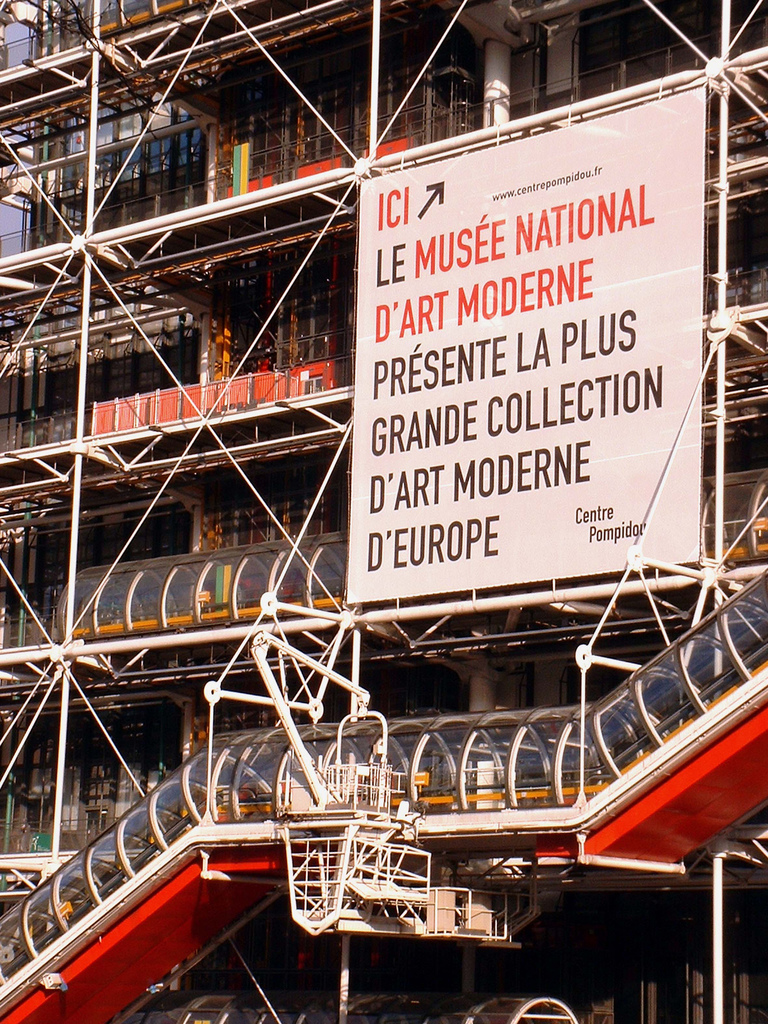 www.centrepompidou.fr
ICI
LE MUSÉE NATIONAL
D'ART MODERNE
PRÉSENTE LA PLUS
GRANDE COLLECTION
D'ART MODERNE
D'EUROPE
Centre
Pompidou